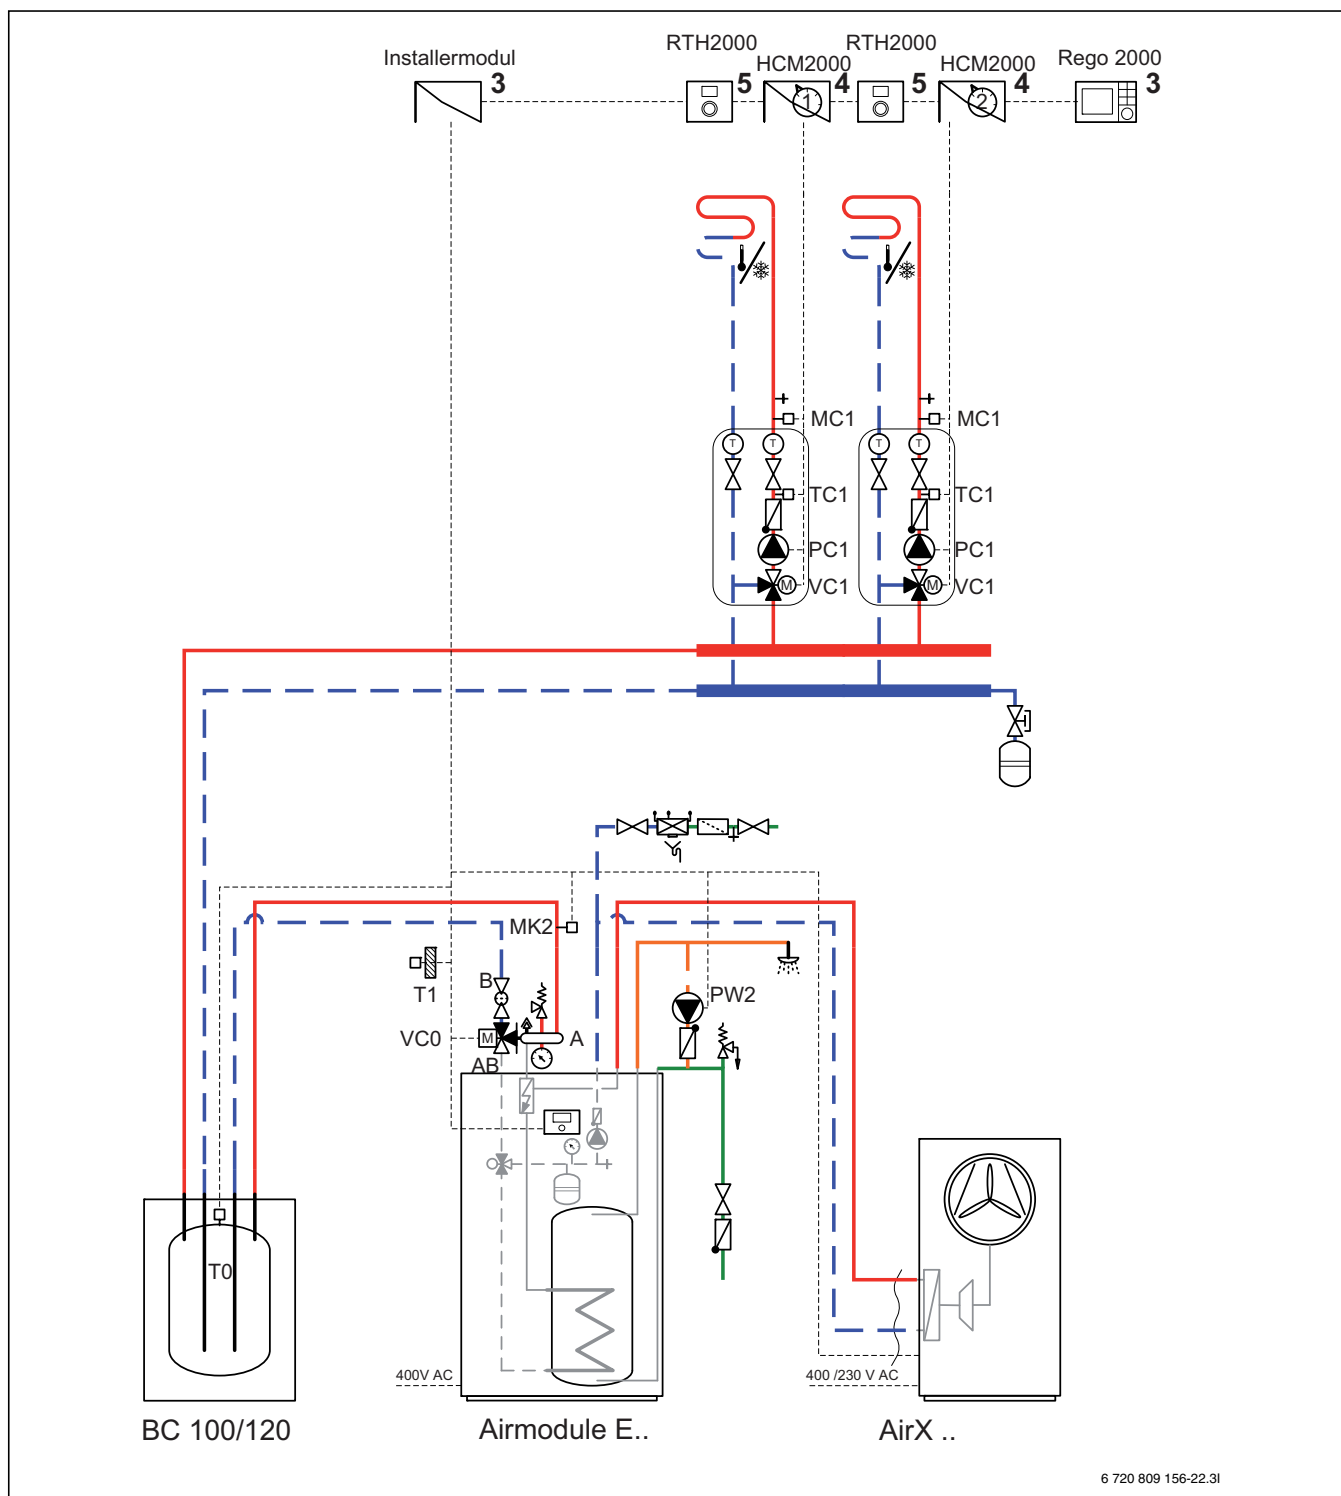 Installermodul
3
RTH2000
5
HCM2000
4
1
RTH2000
5
HCM2000
4
2
Rego 2000
3
MC1
MC1
T
T
T
T
TC1
TC1
PC1
PC1
M
VC1
M
VC1
MK2
B
T1
PW2
VC0
M
A
AB
T0
400V AC
400 /230 V AC
BC 100/120
Airmodule E..
AirX ..
6 720 809 156-22.3I